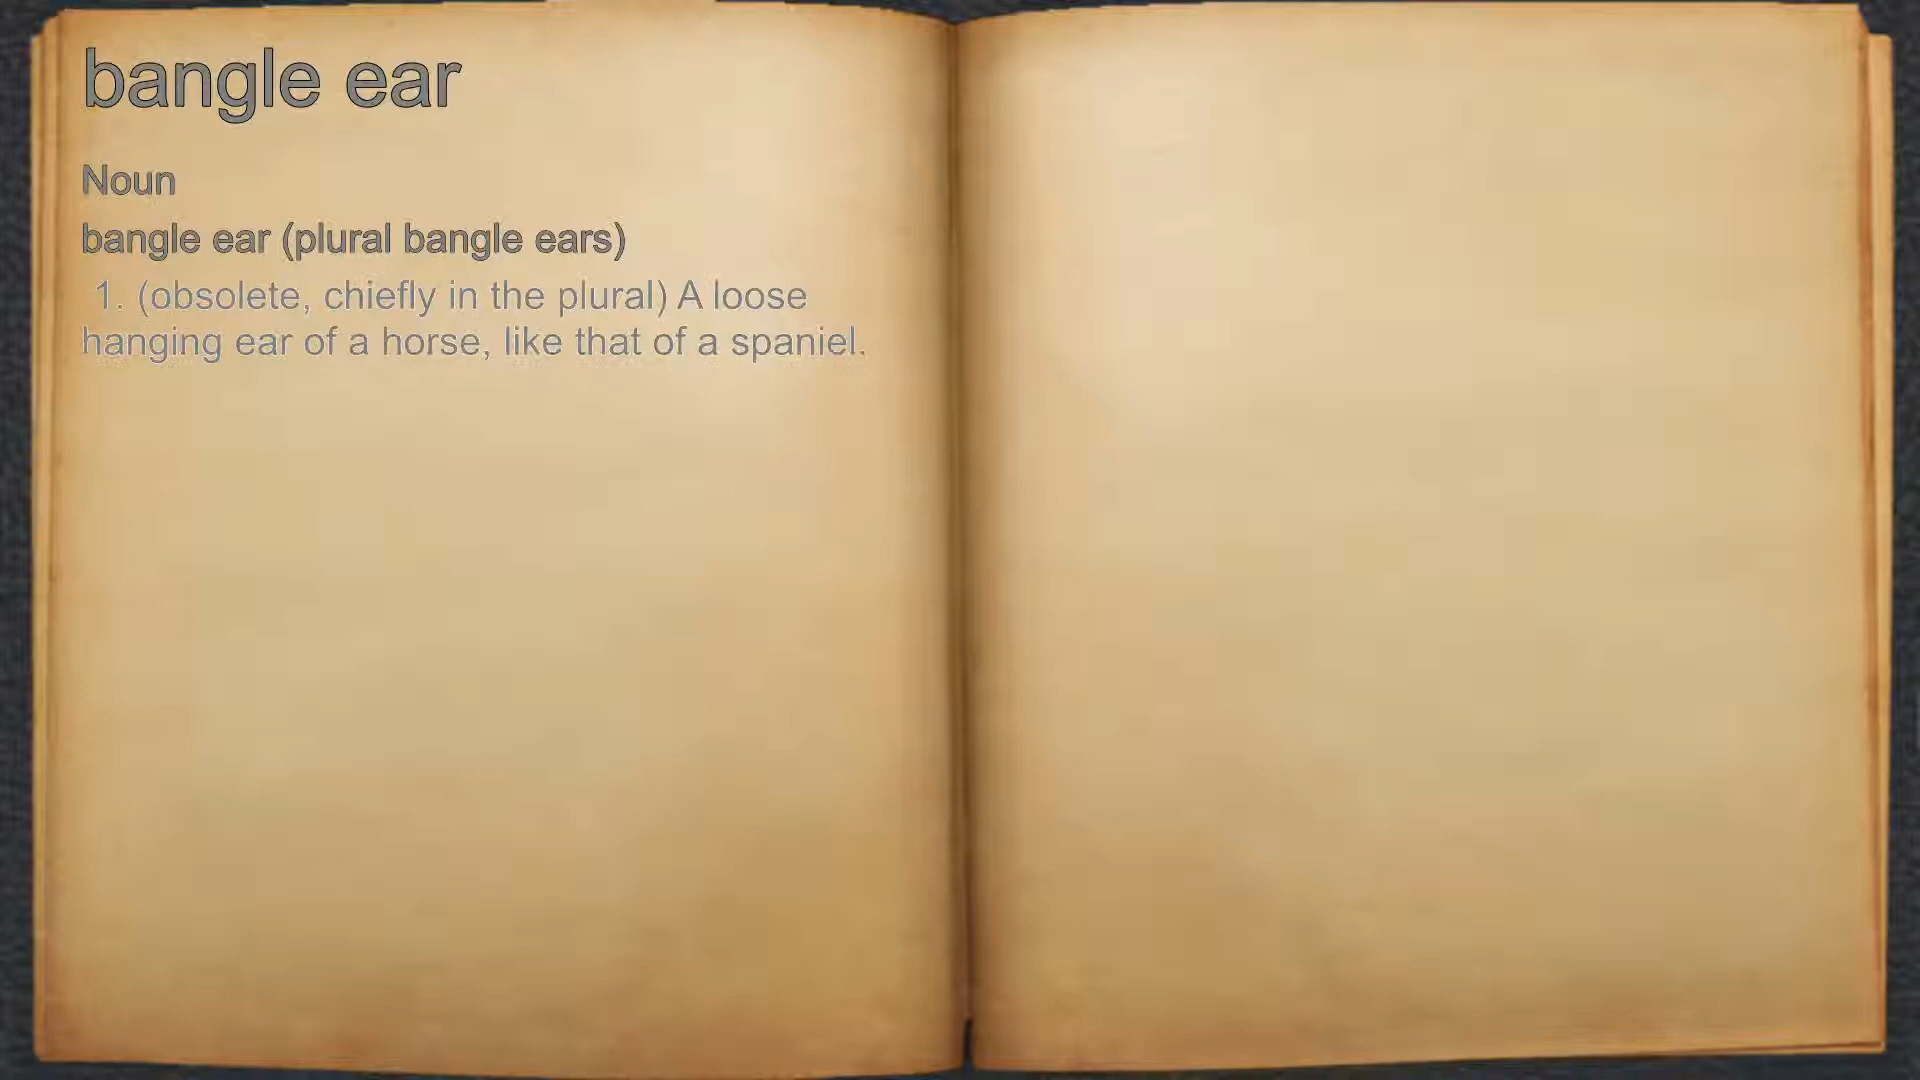 bangle ear
Noun
bangle ear (plural bangle ears)
1. (obsolete, chiefly in the plural) A loose
hanging ear of a horse, like that of a spaniel.